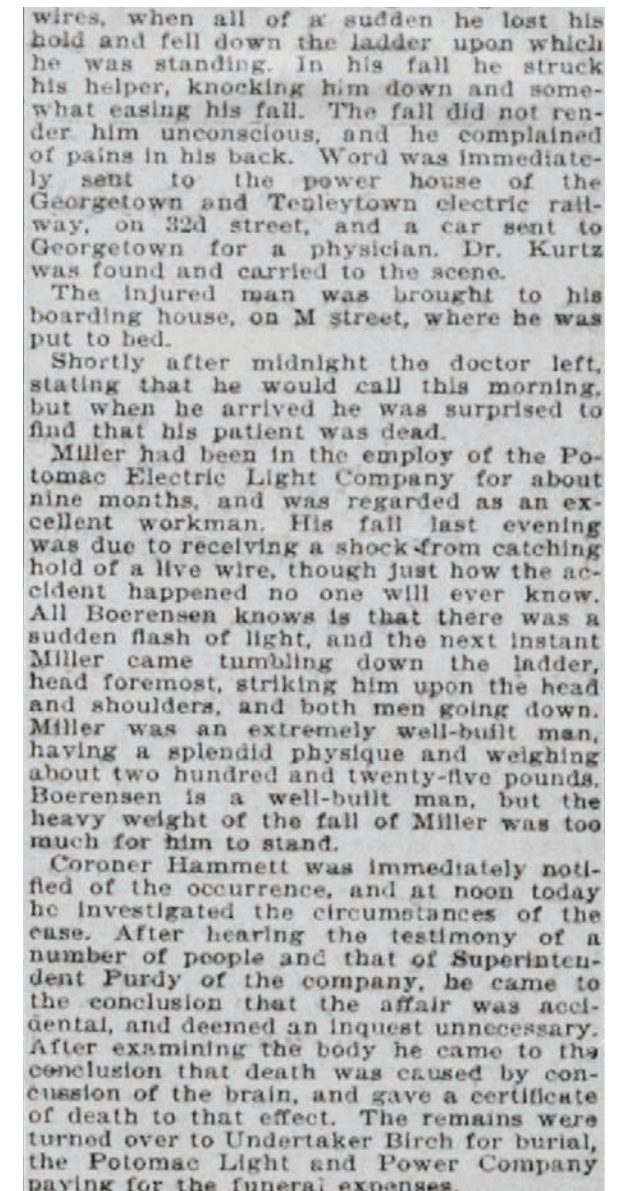 wires, when all of a sudden he lost his
hold and fell down the ladder upon which
he was standing. In his fall he struck
his helper, knocking him down and some-
what easing his fall. The fall did not ren-
der him unconscious, and he complained
of pains in his back. Word was immediate-
ly sent to the power house of the
Georgetown and Tenleytown electric rail-
way, on 32d street, and a car sent to
Georgetown for a physician. Dr. Kurtz
was found and carried to the scene.
The injured man was brought to his
boarding house, on M street, where he was
put to bed.
Shortly after midnight the doctor left,
stating that he would call this morning,
but when he arrived he was surprised to
find that his patient was dead.
Miller had been in the employ of the Po-
tomac Electric Light Company for about
nine months, and was regarded as an ex-
cellent workman. His fall last evening
was due to receiving a shock from catching
hold of a live wire, though just how the ac-
cident happened no one will ever know.
All Boerensen knows is that there was a
sudden flash of light, and the next instant
Miller came tumbling down the ladder,
head foremost, striking him upon the head
and shoulders, and both men going down.
Miller was an extremely well-built man,
having a splendid physique and weighing
about two hundred and twenty-five pounds.
Boerensen is a well-built man, but the
heavy weight of the fall of Miller was too
much for him to stand.
Coroner Hammett was immediately noti-
fied of the occurrence, and at noon today
he investigated the circumstances of the
case. After hearing the testimony of a
number of people and that of Superinten-
dent Purdy of the company, he came to
the conclusion that the affair was acci-
dental, and deemed an inquest unnecessary.
After examining the body he came to the
conclusion that death was caused by con-
cussion of the brain, and gave a certificate
of death to that effect. The remains were
turned over to Undertaker Birch for burial,
the Potomac Light and Power Company
paying for the funeral expenses.